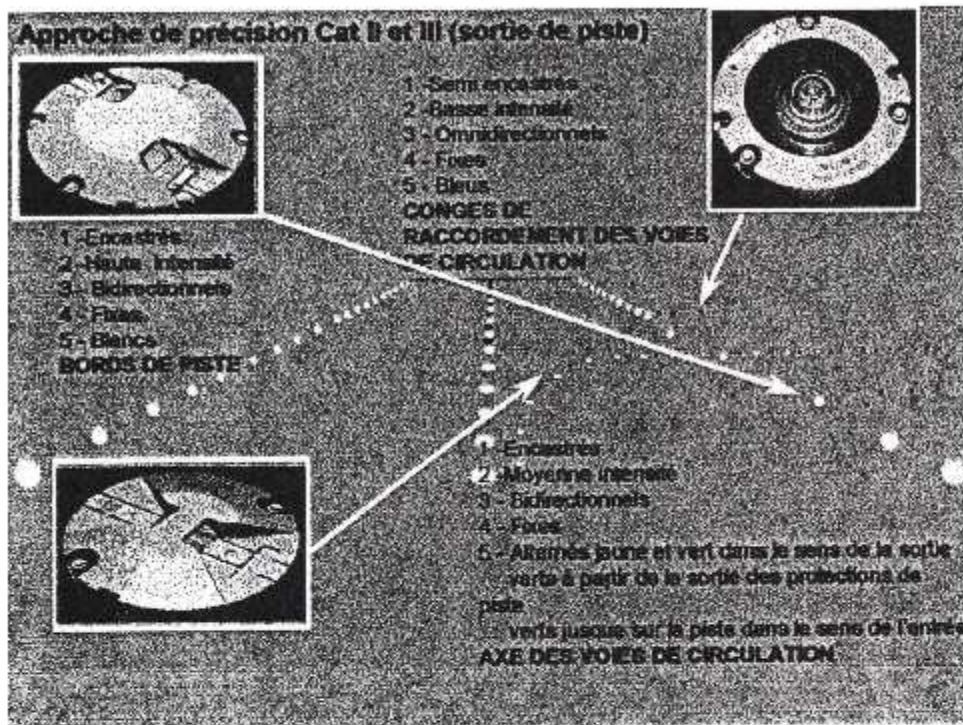 Approche de précision Cat II et III (sortie de piste)
1 -Semi encastrés
2 -Basse intensité
3 - Omnidirectionnels
4 - Fixes
5 - Bleus
CONGES DE
RACCORDEMENT DES VOIES
DE CIRCULATION
1 -Encastrés
2 -Haute intensité
3 - Bidirectionnels
4 - Fixes
5 - Blancs
BORDS DE PISTE
1 - Encastrés
2 -Moyenne intensité
3 - Bidirectionnels
4 - Fixes
5 - Alternés jaune et vert dans le sens de la sortie
verts à partir de la sortie des protections de
piste
verts jusque sur la piste dans le sens de l'entrée
AXE DES VOIES DE CIRCULATION